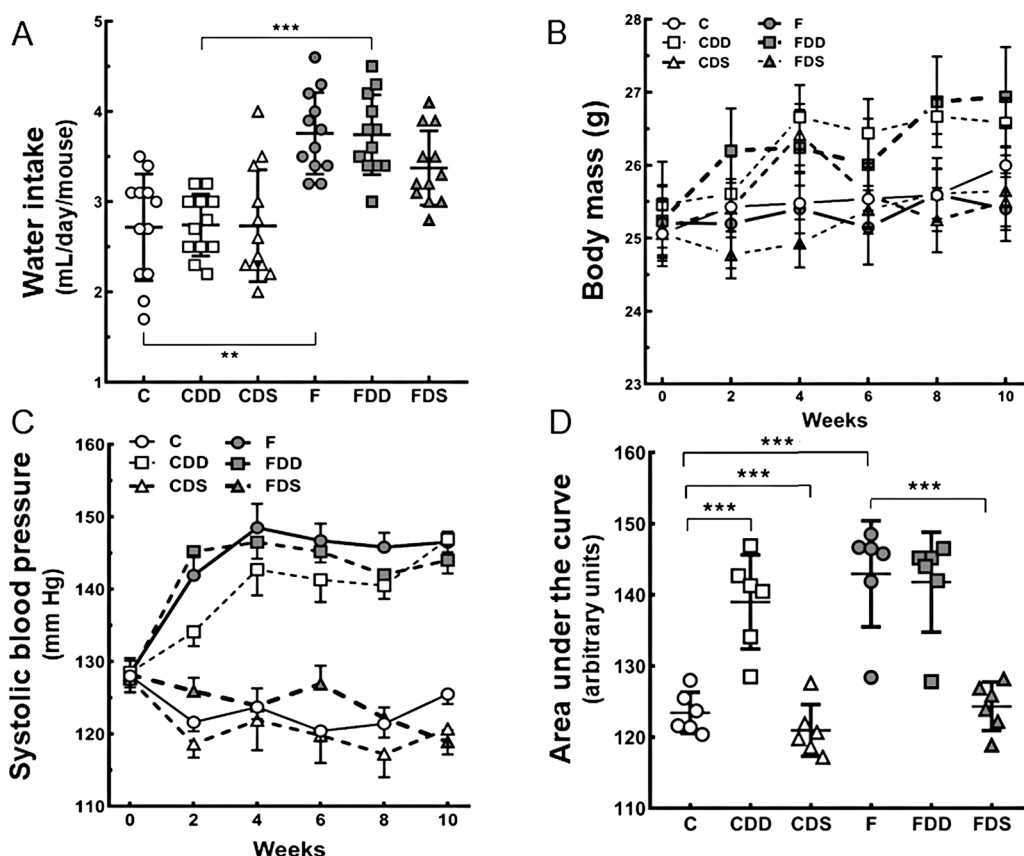 A
Water intake
(mL/day/mouse)
5
4
3
2
1
***
**
C CDD CDS F FDD FDS
B
Body mass (g)
28
27
26
25
24
23
C F
CDD FDD
CDS FDS
0 2 4 6 8 10
Weeks
C
Systolic blood pressure
(mm Hg)
160
150
140
130
120
110
C F
CDD FDD
CDS FDS
0 2 4 6 8 10
Weeks
D
Area under the curve
(arbitrary units)
160
150
140
130
120
110
***
***
***
***
C CDD CDS F FDD FDS